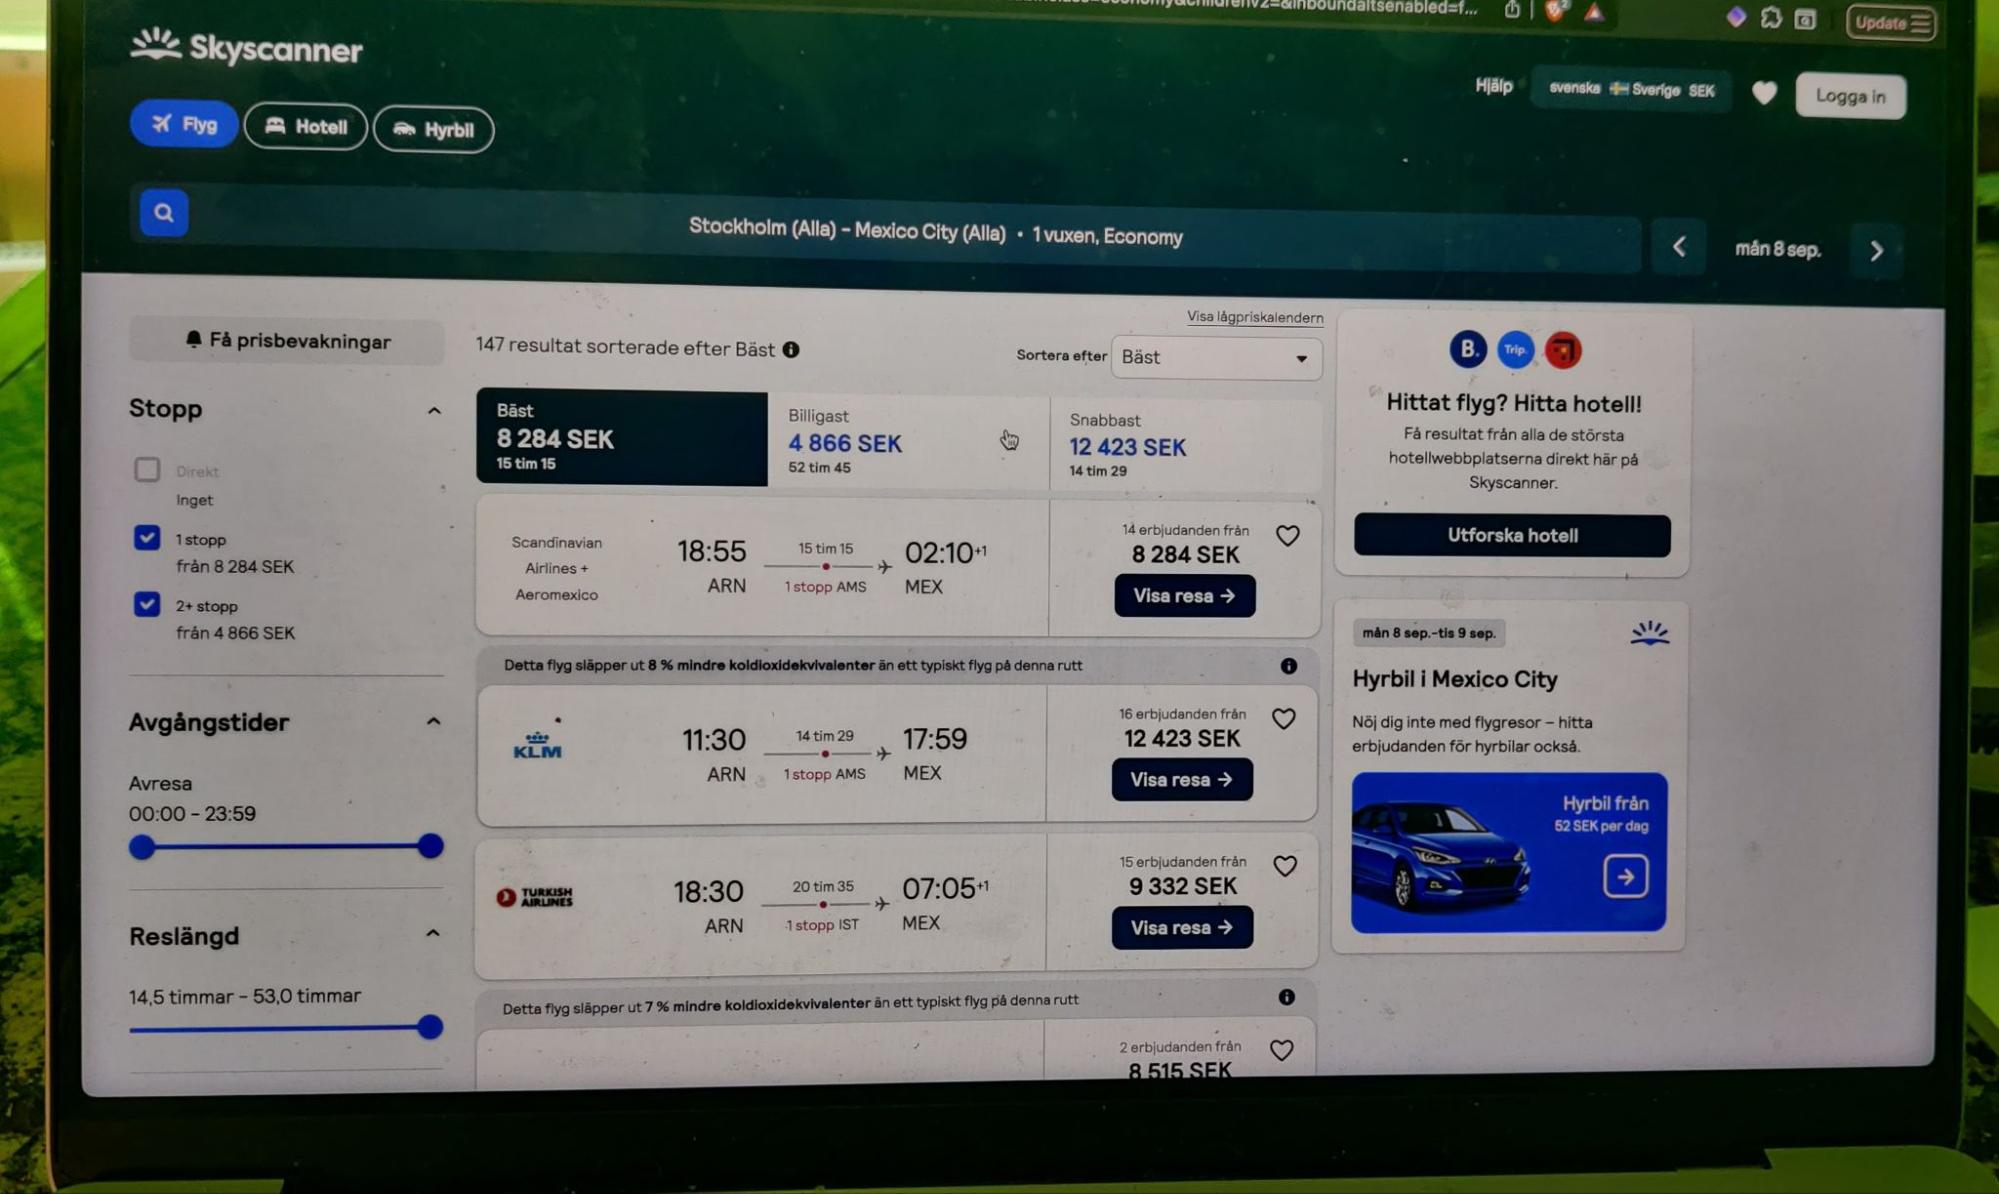 Skyscanner
Update
Hjälp
svenska Sverige SEK
Logga in
Flyg
Hotell
Hyrbil
Stockholm (Alla) – Mexico City (Alla) • 1 vuxen, Economy
mån 8 sep.
Få prisbevakningar
Stopp
Direkt
Inget
1 stopp
från 8 284 SEK
2+ stopp
från 4 866 SEK
Avgångstider
Avresa
00:00 – 23:59
Reslängd
14,5 timmar – 53,0 timmar
Visa lågpriskalendern
147 resultat sorterade efter Bäst
Sortera efter
Bäst
Bäst
8 284 SEK
15 tim 15
Billigast
4 866 SEK
52 tim 45
Snabbast
12 423 SEK
14 tim 29
Scandinavian
Airlines +
Aeromexico
18:55
ARN
15 tim 15
1 stopp AMS
02:10+1
MEX
14 erbjudanden från
8 284 SEK
Visa resa →
Detta flyg släpper ut 8 % mindre koldioxidekvivalenter än ett typiskt flyg på denna rutt
KLM
11:30
ARN
14 tim 29
1 stopp AMS
17:59
MEX
16 erbjudanden från
12 423 SEK
Visa resa →
TURKISH
AIRLINES
18:30
ARN
20 tim 35
1 stopp IST
07:05+1
MEX
15 erbjudanden från
9 332 SEK
Visa resa →
Detta flyg släpper ut 7 % mindre koldioxidekvivalenter än ett typiskt flyg på denna rutt
2 erbjudanden från
8 515 SEK
B.
Trip.
Hittat flyg? Hitta hotell!
Få resultat från alla de största
hotellwebbplatserna direkt här på
Skyscanner.
Utforska hotell
mån 8 sep.–tis 9 sep.
Hyrbil i Mexico City
Nöj dig inte med flygresor – hitta
erbjudanden för hyrbilar också.
Hyrbil från
52 SEK per dag